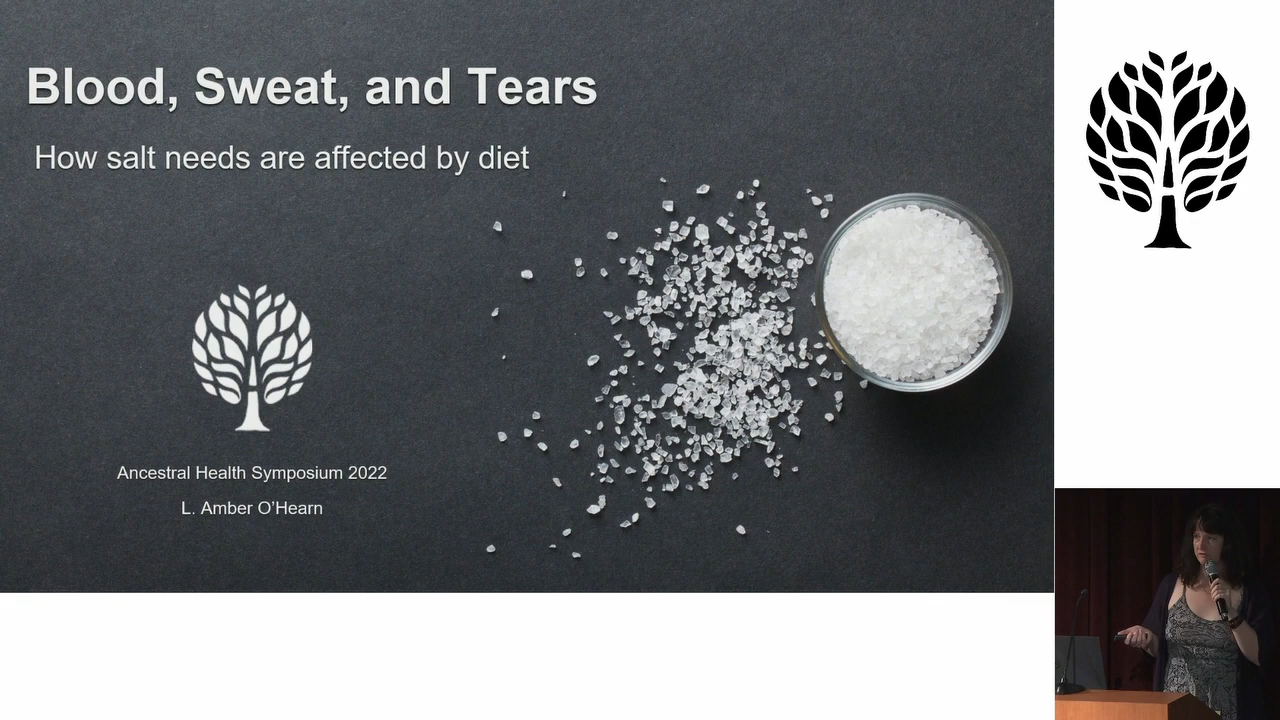 Blood, Sweat, and Tears
How salt needs are affected by diet
Ancestral Health Symposium 2022
L. Amber O’Hearn